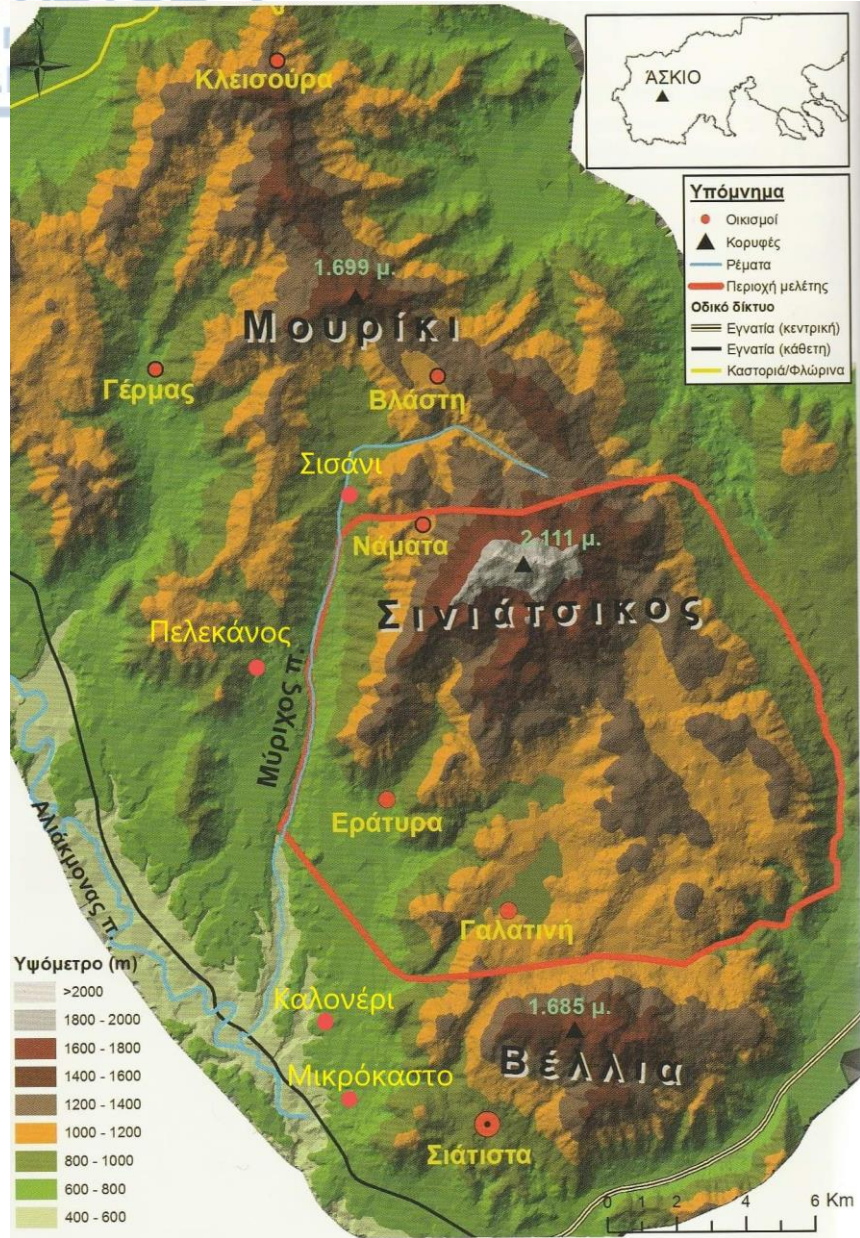 Κλεισούρα
ΆΣΚΙΟ
Υπόμνημα
Οικισμοί
Κορυφές
Ρέματα
Περιοχή μελέτης
Οδικό δίκτυο
Εγνατία (κεντρική)
Εγνατία (κάθετη)
Καστοριά/Φλώρινα
1.699 μ.
Μουρίκι
Γέρμας
Βλάστη
Σισάνι
Νάματα
2.111 μ.
Σινιάτσικος
Πελεκάνος
Μύριχος π.
Εράτυρα
Αλιάκμονας π.
Γαλατινή
Υψόμετρο (m)
>2000
1800 - 2000
1600 - 1800
1400 - 1600
1200 - 1400
1000 - 1200
800 - 1000
600 - 800
400 - 600
Καλονέρι
1.685 μ.
Βέλλια
Μικρόκαστο
Σιάτιστα
0 1 2 4 6 Km